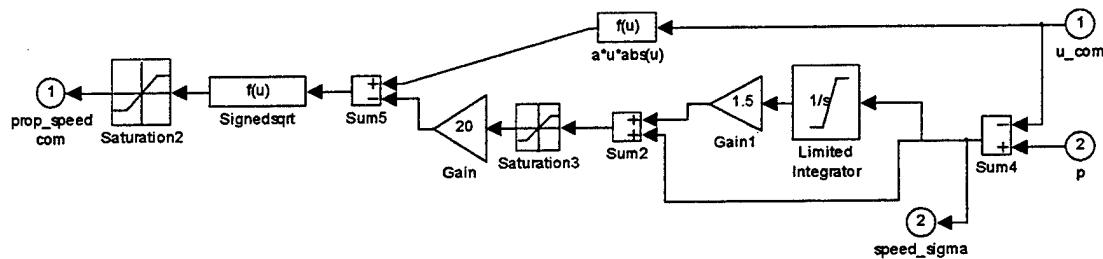 f(u)
a*u*abs(u)
1
u_com
1
prop_speed
com
Saturation2
f(u)
Signedsqrt
+
−
Sum5
20
Gain
Saturation3
+
+
Sum2
1.5
Gain1
1/s
Limited
Integrator
−
+
Sum4
2
p
2
speed_sigma